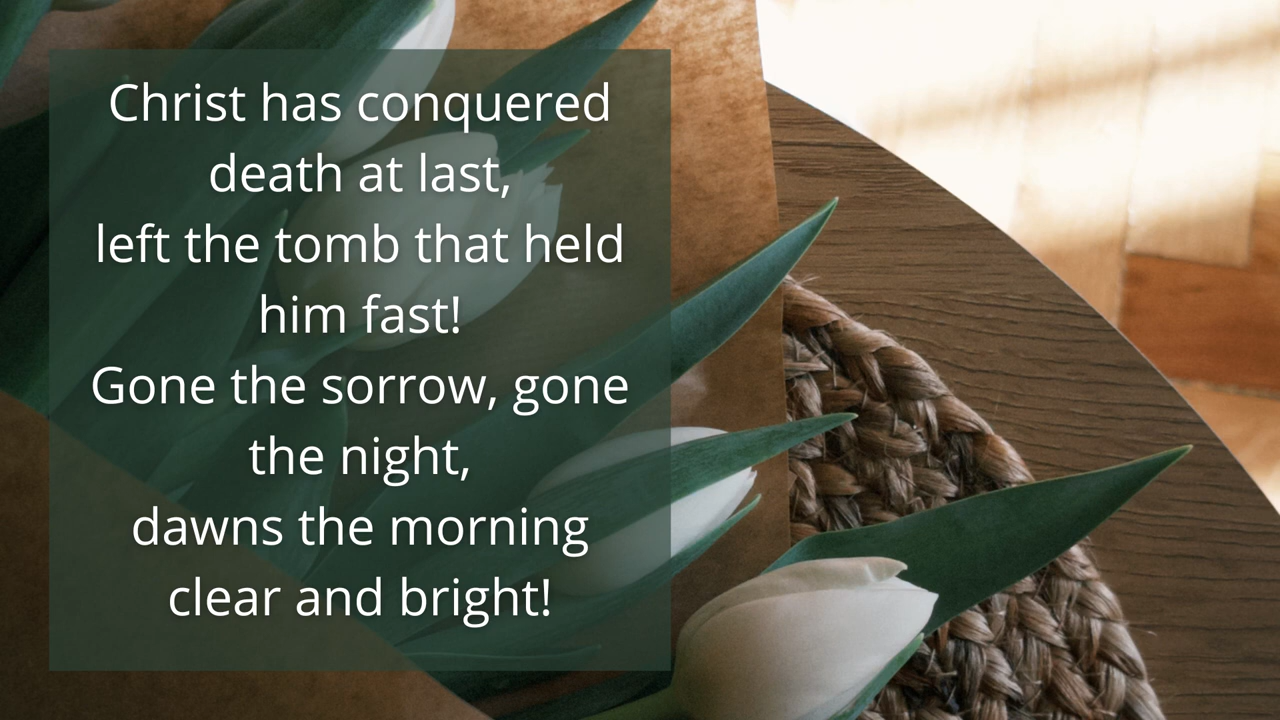 Christ has conquered
death at last,
left the tomb that held
him fast!
Gone the sorrow, gone
the night,
dawns the morning
clear and bright!